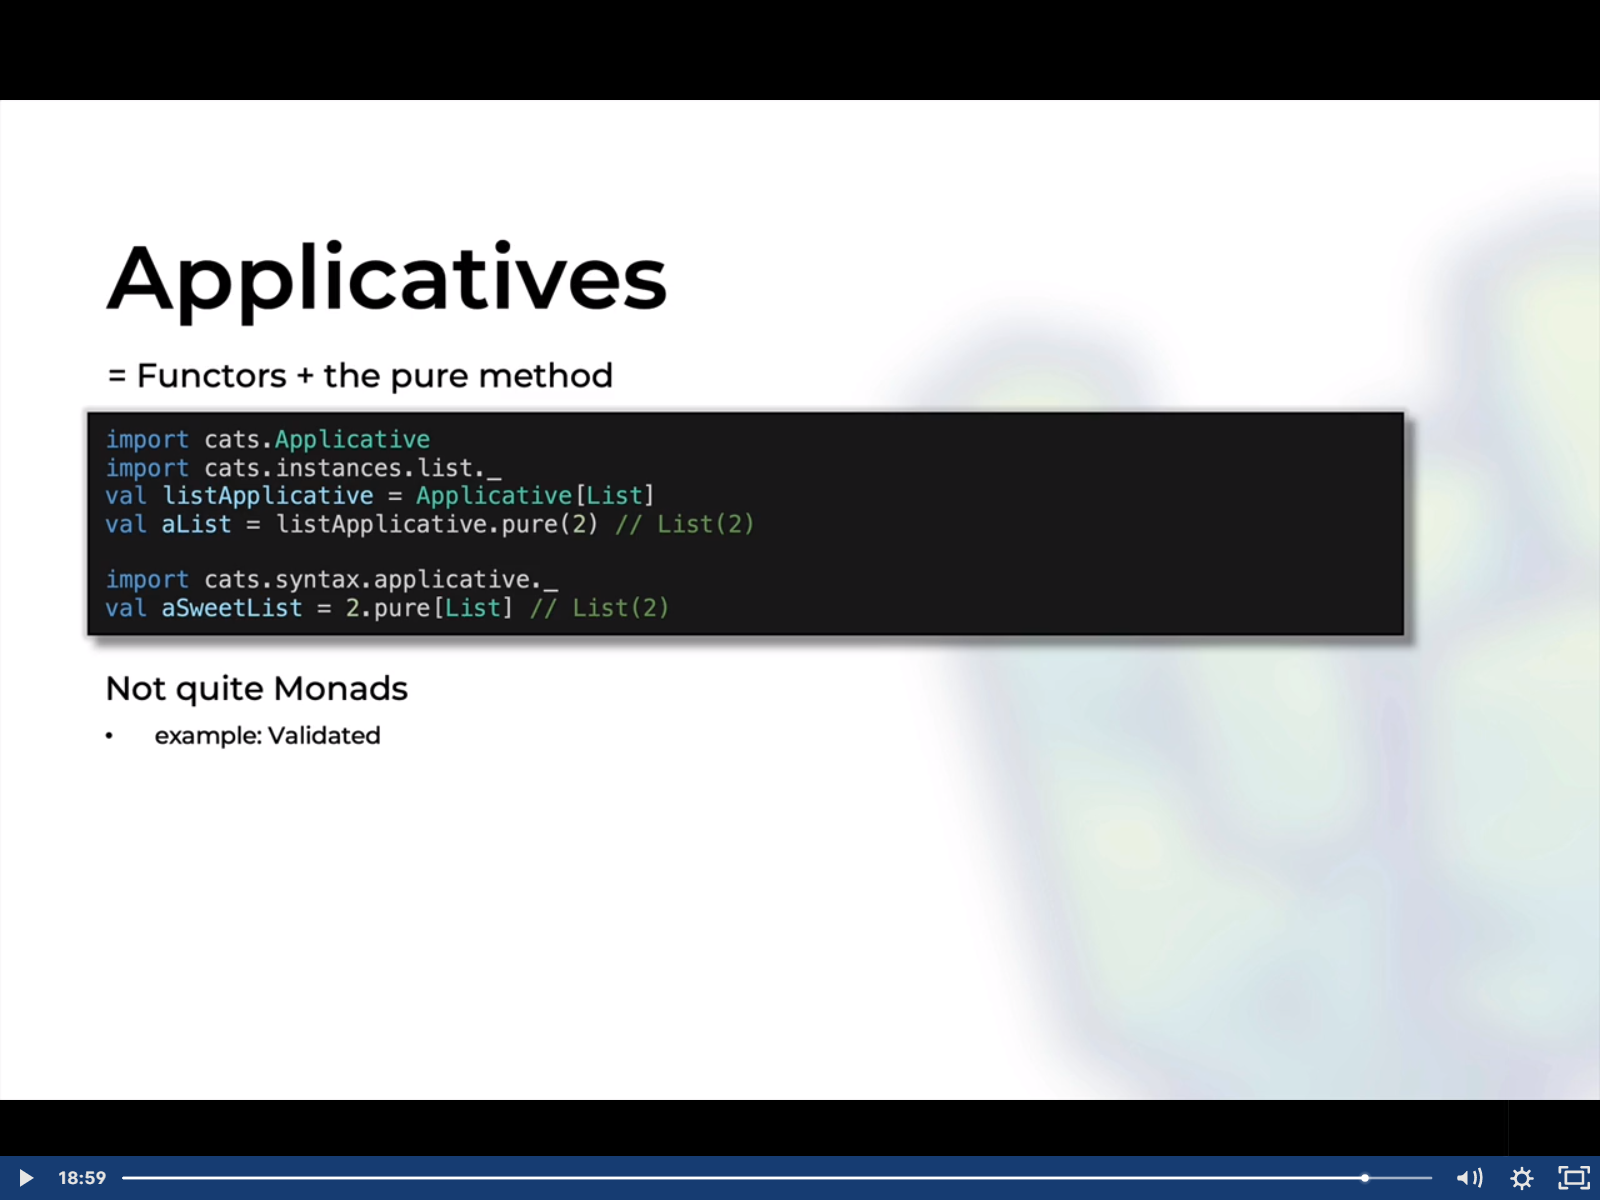 Applicatives
= Functors + the pure method
import cats.Applicative
import cats.instances.list._
val listApplicative = Applicative[List]
val aList = listApplicative.pure(2) // List(2)
import cats.syntax.applicative._
val aSweetList = 2.pure[List] // List(2)
Not quite Monads
• example: Validated
18:59